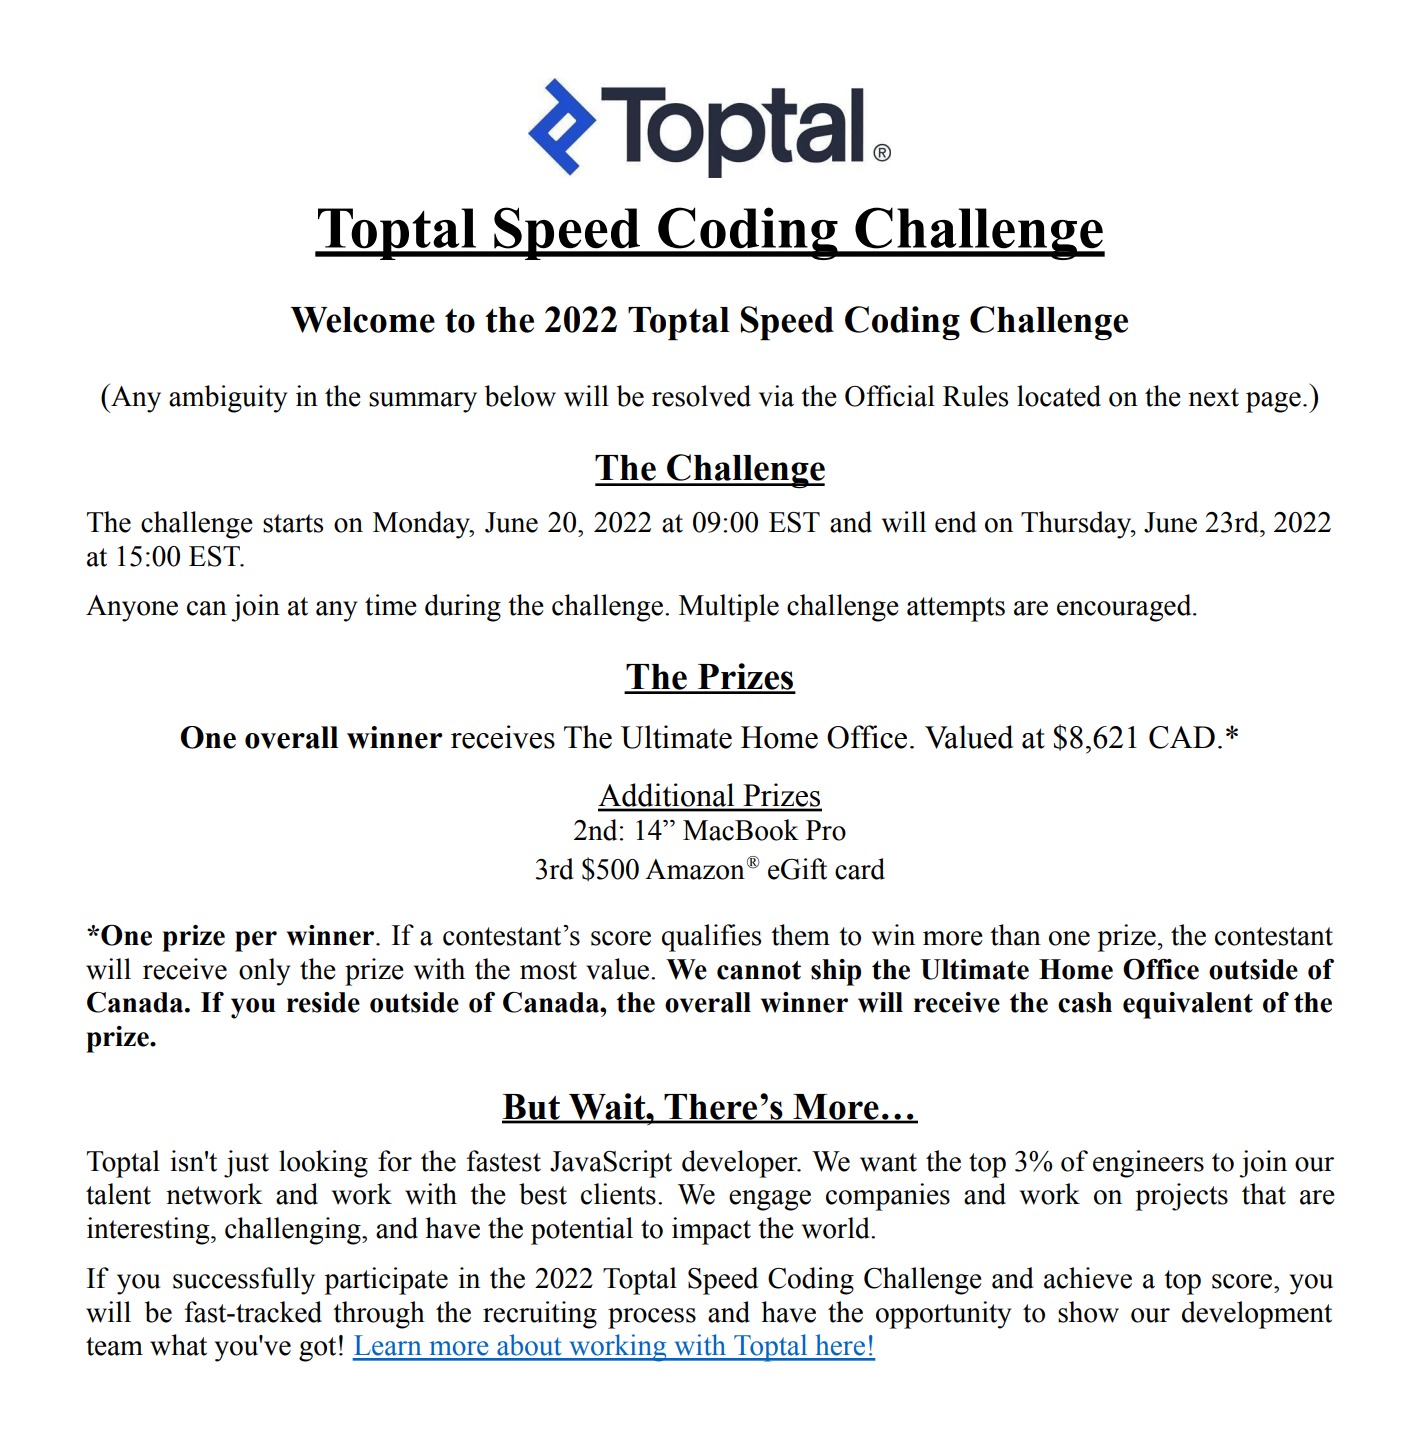 Toptal®
Toptal Speed Coding Challenge
Welcome to the 2022 Toptal Speed Coding Challenge
(Any ambiguity in the summary below will be resolved via the Official Rules located on the next page.)
The Challenge
The challenge starts on Monday, June 20, 2022 at 09:00 EST and will end on Thursday, June 23rd, 2022
at 15:00 EST.
Anyone can join at any time during the challenge. Multiple challenge attempts are encouraged.
The Prizes
One overall winner receives The Ultimate Home Office. Valued at $8,621 CAD.*
Additional Prizes
2nd: 14” MacBook Pro
3rd $500 Amazon® eGift card
*One prize per winner. If a contestant’s score qualifies them to win more than one prize, the contestant
will receive only the prize with the most value. We cannot ship the Ultimate Home Office outside of
Canada. If you reside outside of Canada, the overall winner will receive the cash equivalent of the
prize.
But Wait, There’s More…
Toptal isn't just looking for the fastest JavaScript developer. We want the top 3% of engineers to join our
talent network and work with the best clients. We engage companies and work on projects that are
interesting, challenging, and have the potential to impact the world.
If you successfully participate in the 2022 Toptal Speed Coding Challenge and achieve a top score, you
will be fast-tracked through the recruiting process and have the opportunity to show our development
team what you've got! Learn more about working with Toptal here!